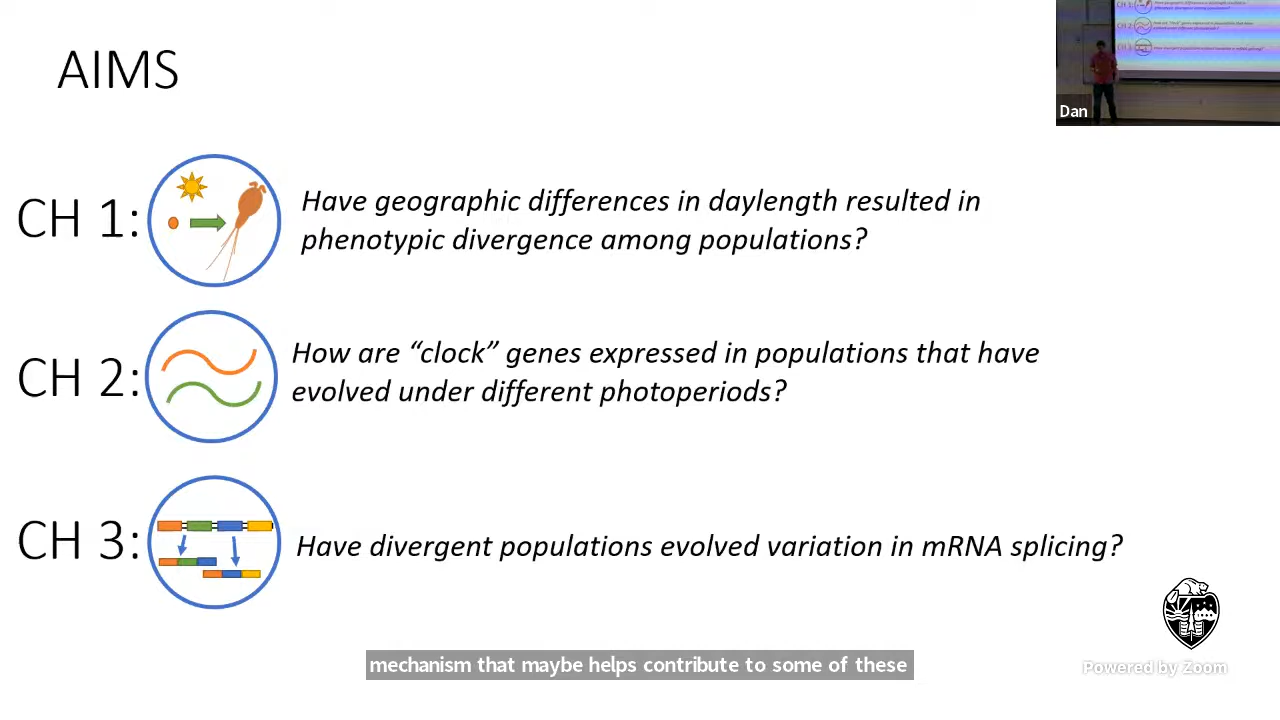 AIMS
Dan
CH 1:
Have geographic differences in daylength resulted in
phenotypic divergence among populations?
CH 2:
How are “clock” genes expressed in populations that have
evolved under different photoperiods?
CH 3:
Have divergent populations evolved variation in mRNA splicing?
mechanism that maybe helps contribute to some of these
Powered by Zoom